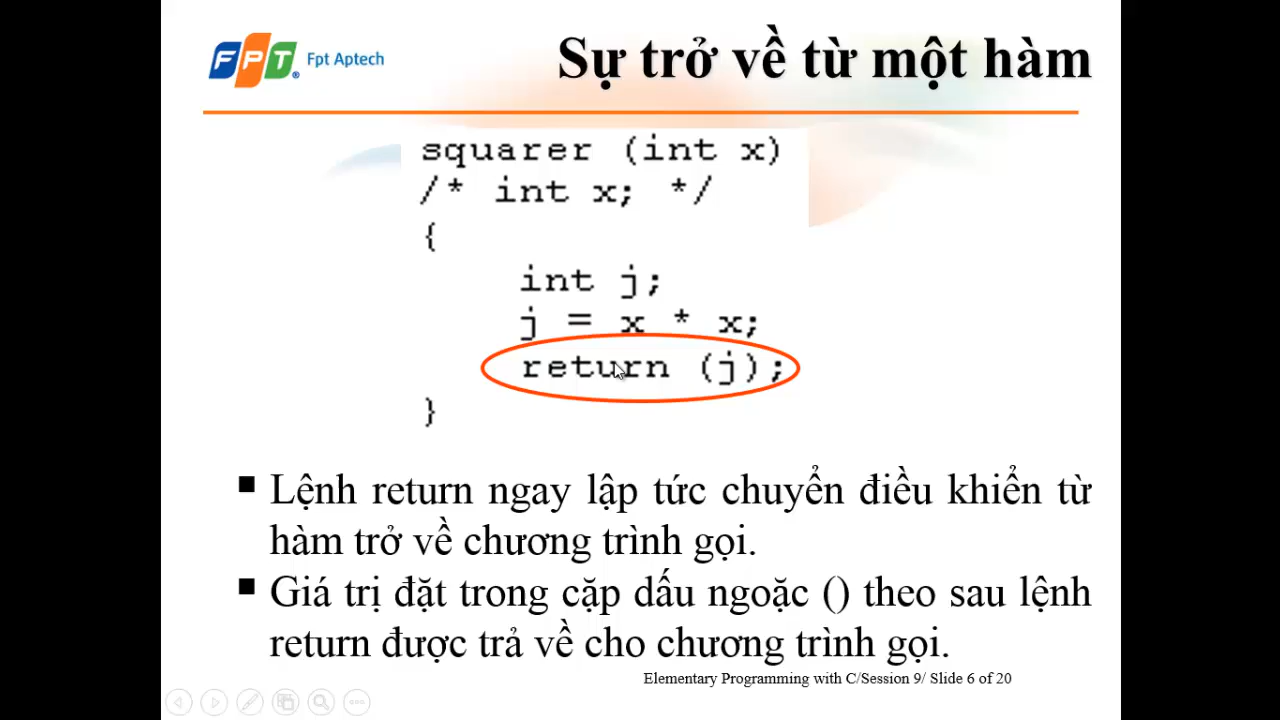 FPT Fpt Aptech
Sự trở về từ một hàm
squarer (int x)
/* int x; */
{
int j;
j = x * x;
return (j);
}
▪ Lệnh return ngay lập tức chuyển điều khiển từ
hàm trở về chương trình gọi.
▪ Giá trị đặt trong cặp dấu ngoặc () theo sau lệnh
return được trả về cho chương trình gọi.
Elementary Programming with C/Session 9/ Slide 6 of 20